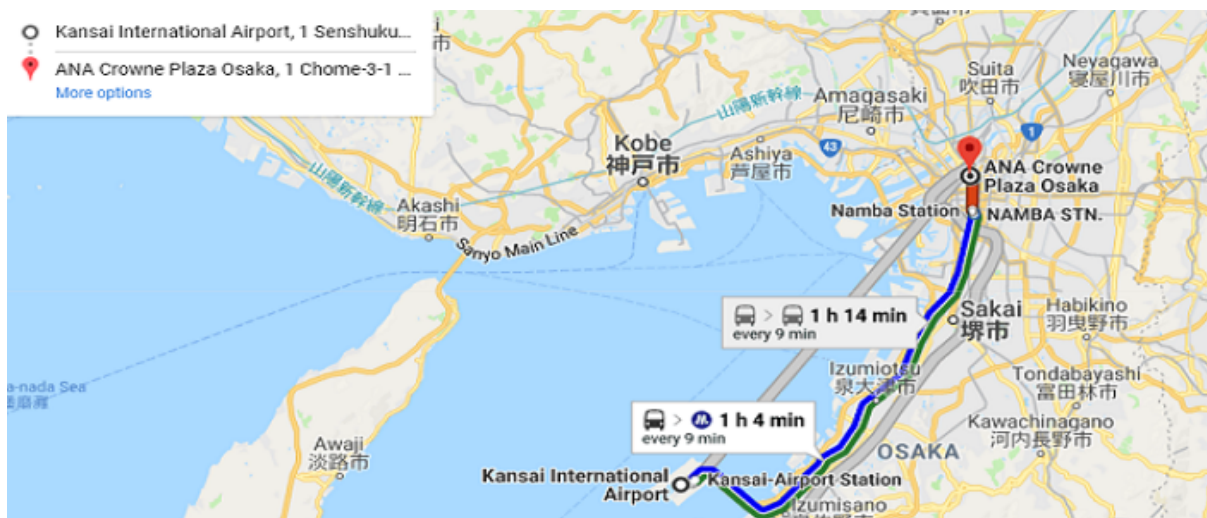 Kansai International Airport, 1 Senshuku...
ANA Crowne Plaza Osaka, 1 Chome-3-1 ...
More options
山陽新幹線
Suita
吹田市
Neyagawa
寝屋川市
Amagasaki
尼崎市
1
Kobe
神戸市
43
Ashiya
芦屋市
ANA Crowne
Plaza Osaka
山陽新幹線
Akashi
明石市
Namba Station
NAMBA STN.
Sanyo Main Line
1 h 14 min
every 9 min
Sakai
堺市
Habikino
羽曳野市
Izumiotsu
泉大津市
Tondabayashi
富田林市
a-nada Sea
1 h 4 min
every 9 min
Kawachinagano
河内長野市
Awaji
淡路市
OSAKA
Kansai International
Airport
Kansai-Airport Station
Izumisano